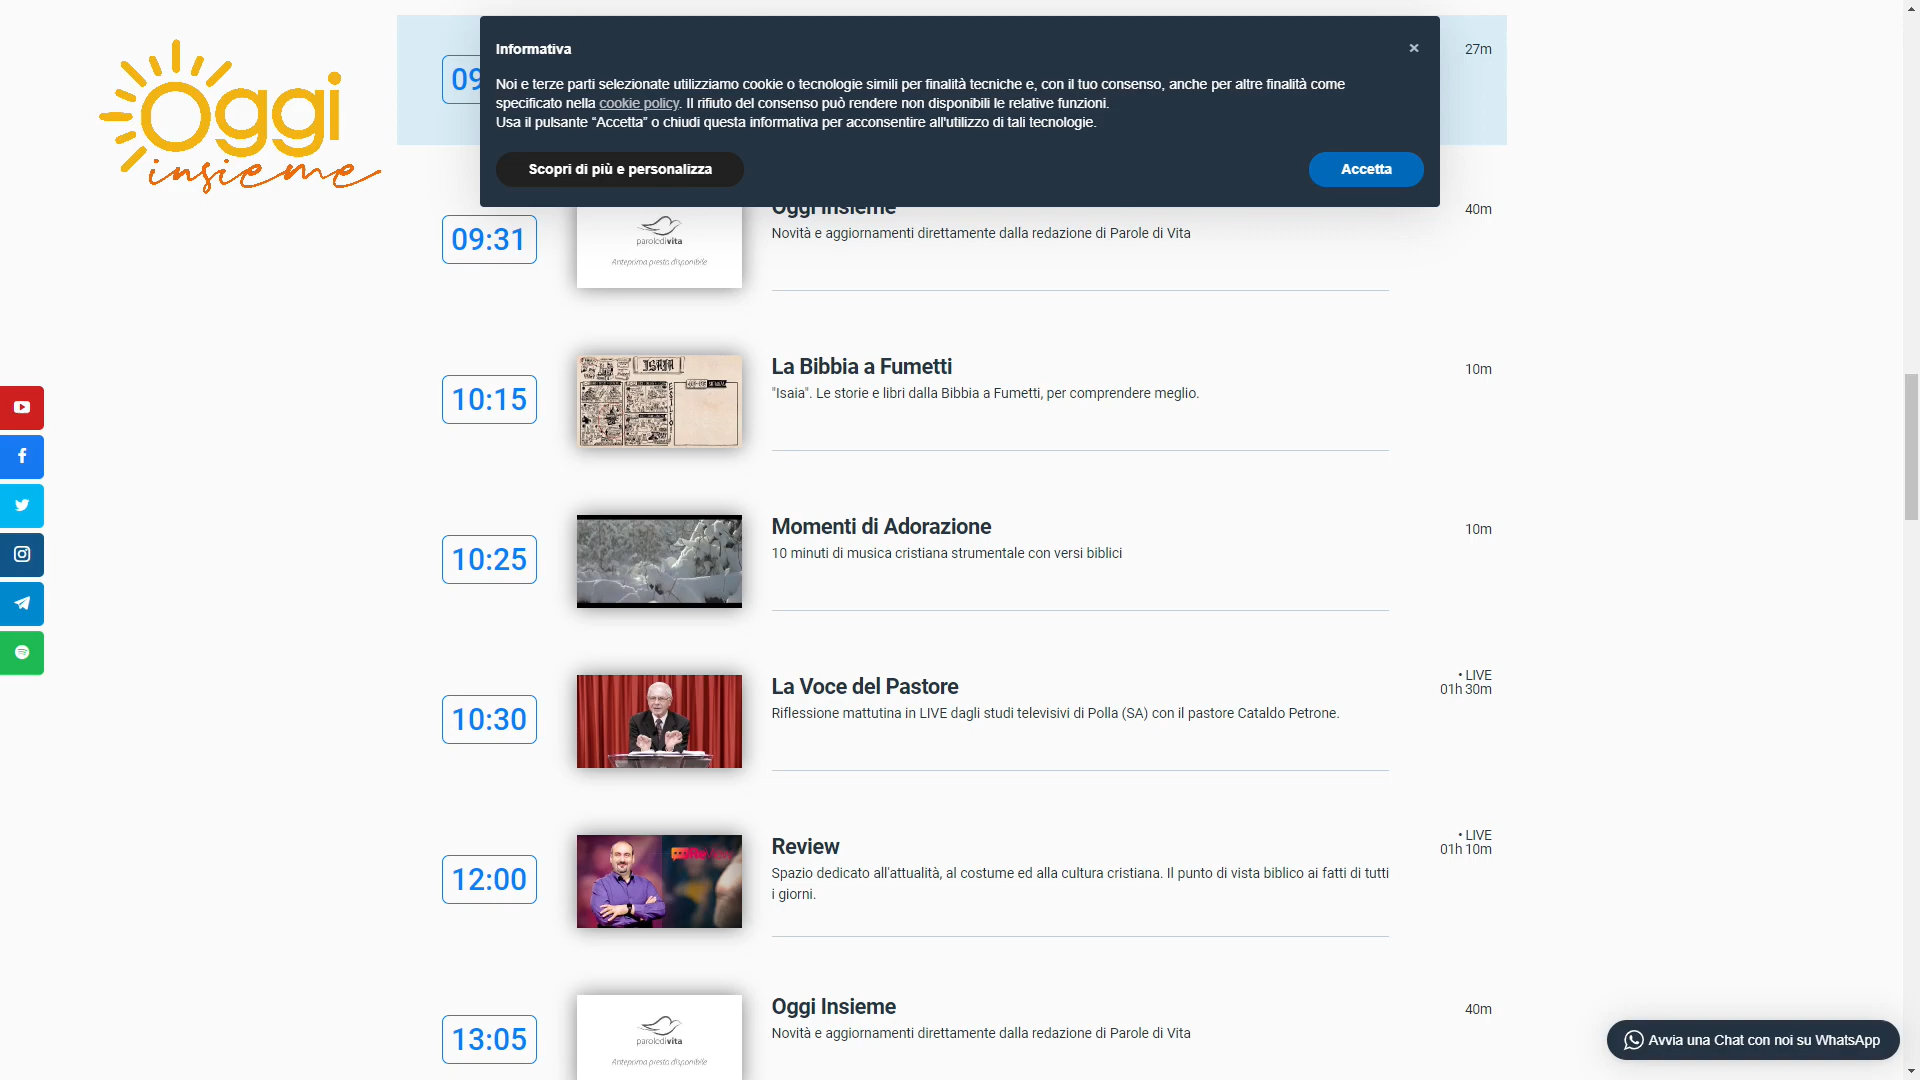 Oggi
insieme
09
27m
Informativa
×
Noi e terze parti selezionate utilizziamo cookie o tecnologie simili per finalità tecniche e, con il tuo consenso, anche per altre finalità come
specificato nella cookie policy. Il rifiuto del consenso può rendere non disponibili le relative funzioni.
Usa il pulsante “Accetta” o chiudi questa informativa per acconsentire all'utilizzo di tali tecnologie.
Scopri di più e personalizza
Accetta
09:31
paroledivita
Anteprima presto disponibile
Oggi Insieme
Novità e aggiornamenti direttamente dalla redazione di Parole di Vita
40m
10:15
ISAIA
La Bibbia a Fumetti
"Isaia". Le storie e libri dalla Bibbia a Fumetti, per comprendere meglio.
10m
10:25
Momenti di Adorazione
10 minuti di musica cristiana strumentale con versi biblici
10m
10:30
La Voce del Pastore
Riflessione mattutina in LIVE dagli studi televisivi di Polla (SA) con il pastore Cataldo Petrone.
• LIVE
01h 30m
12:00
ReView
Review
Spazio dedicato all'attualità, al costume ed alla cultura cristiana. Il punto di vista biblico ai fatti di tutti
i giorni.
• LIVE
01h 10m
13:05
paroledivita
Anteprima presto disponibile
Oggi Insieme
Novità e aggiornamenti direttamente dalla redazione di Parole di Vita
40m
Avvia una Chat con noi su WhatsApp